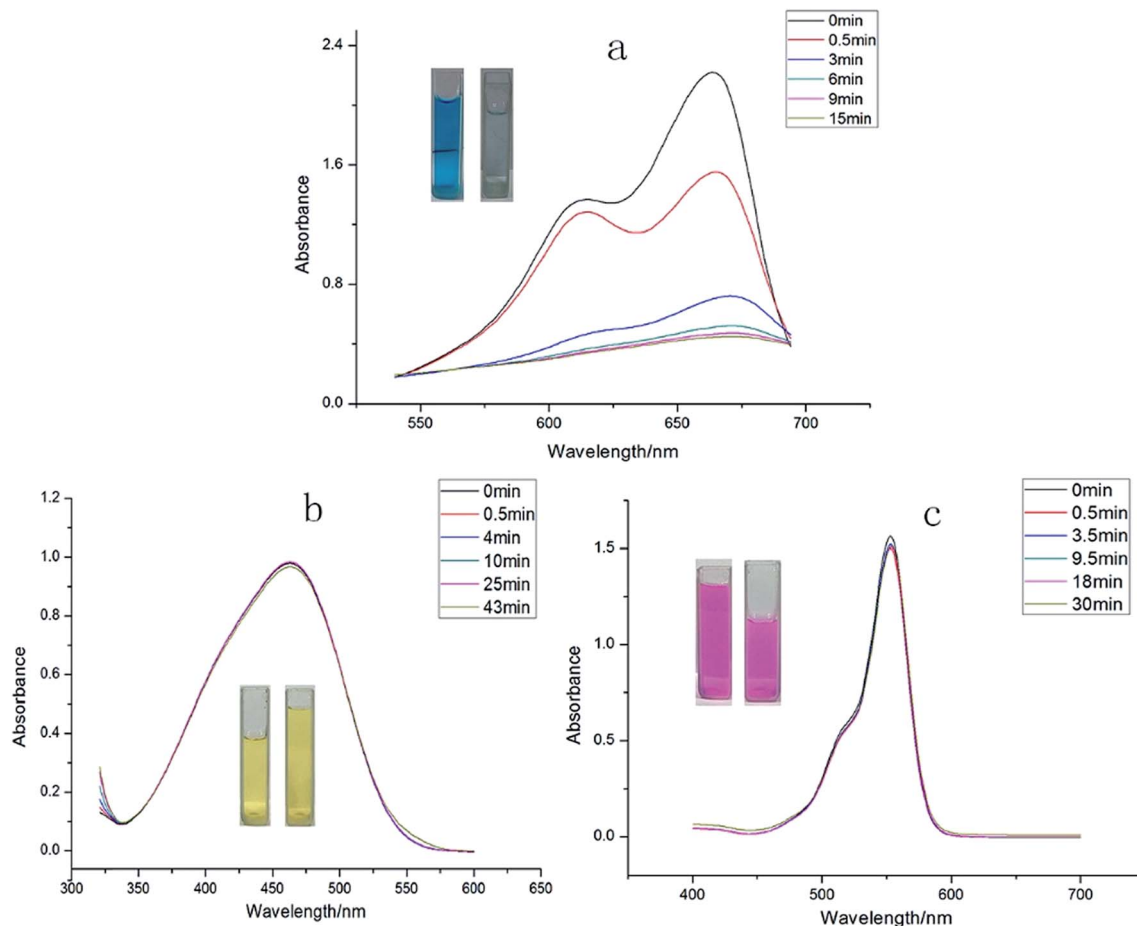 a
0min
0.5min
3min
6min
9min
15min
2.4
1.6
0.8
0.0
Absorbance
550 600 650 700
Wavelength/nm
b
0min
0.5min
4min
10min
25min
43min
1.2
1.0
0.8
0.6
0.4
0.2
0.0
Absorbance
300 350 400 450 500 550 600 650
Wavelength/nm
c
0min
0.5min
3.5min
9.5min
18min
30min
1.5
1.0
0.5
0.0
Absorbance
400 500 600 700
Wavelength/nm